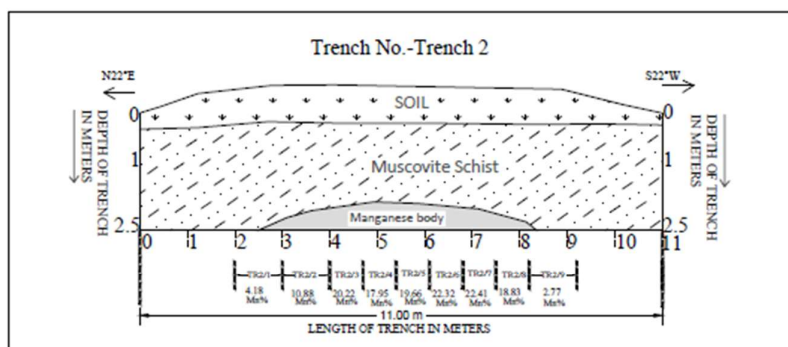 Trench No.-Trench 2
N22°E
S22°W
SOIL
0
0
DEPTH OF TRENCH
IN METERS
DEPTH OF TRENCH
IN METERS
1
1
Muscovite Schist
Manganese body
2.5
2.5
0 1 2 3 4 5 6 7 8 9 10 11
TR2/1 TR2/2 TR2/3 TR2/4 TR2/5 TR2/6 TR2/7 TR2/8 TR2/9
4.18 10.88 20.22 17.95 19.66 22.32 22.41 18.83 2.77
Mn% Mn% Mn% Mn% Mn% Mn% Mn% Mn% Mn%
11.00 m
LENGTH OF TRENCH IN METERS